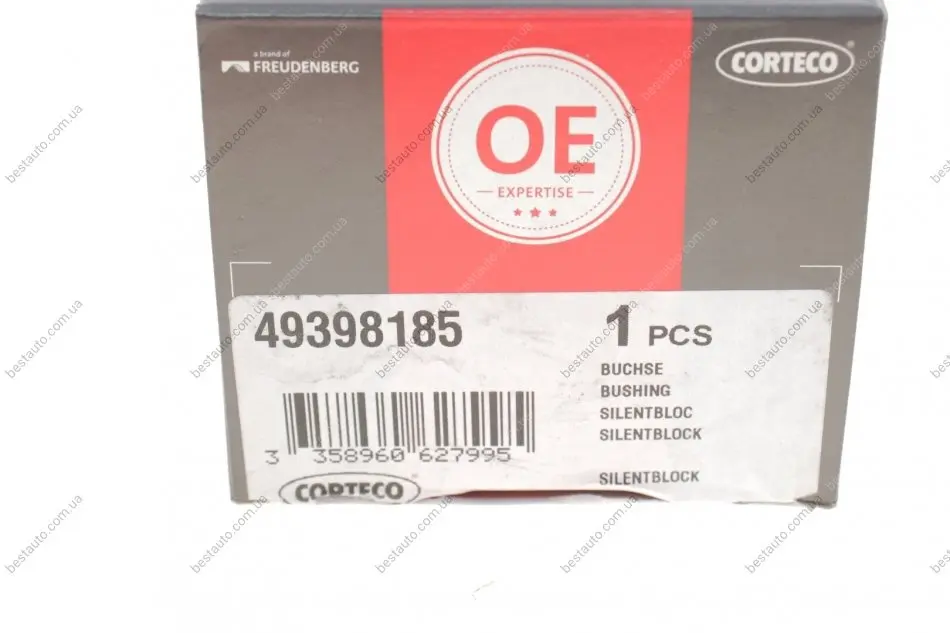 a brand of
FREUDENBERG
OE
EXPERTISE
CORTECO®
49398185
1 PCS
BUCHSE
BUSHING
SILENTBLOC
SILENTBLOCK
SILENTBLOCK
3 358960 627995
CORTECO
bestauto.com.ua